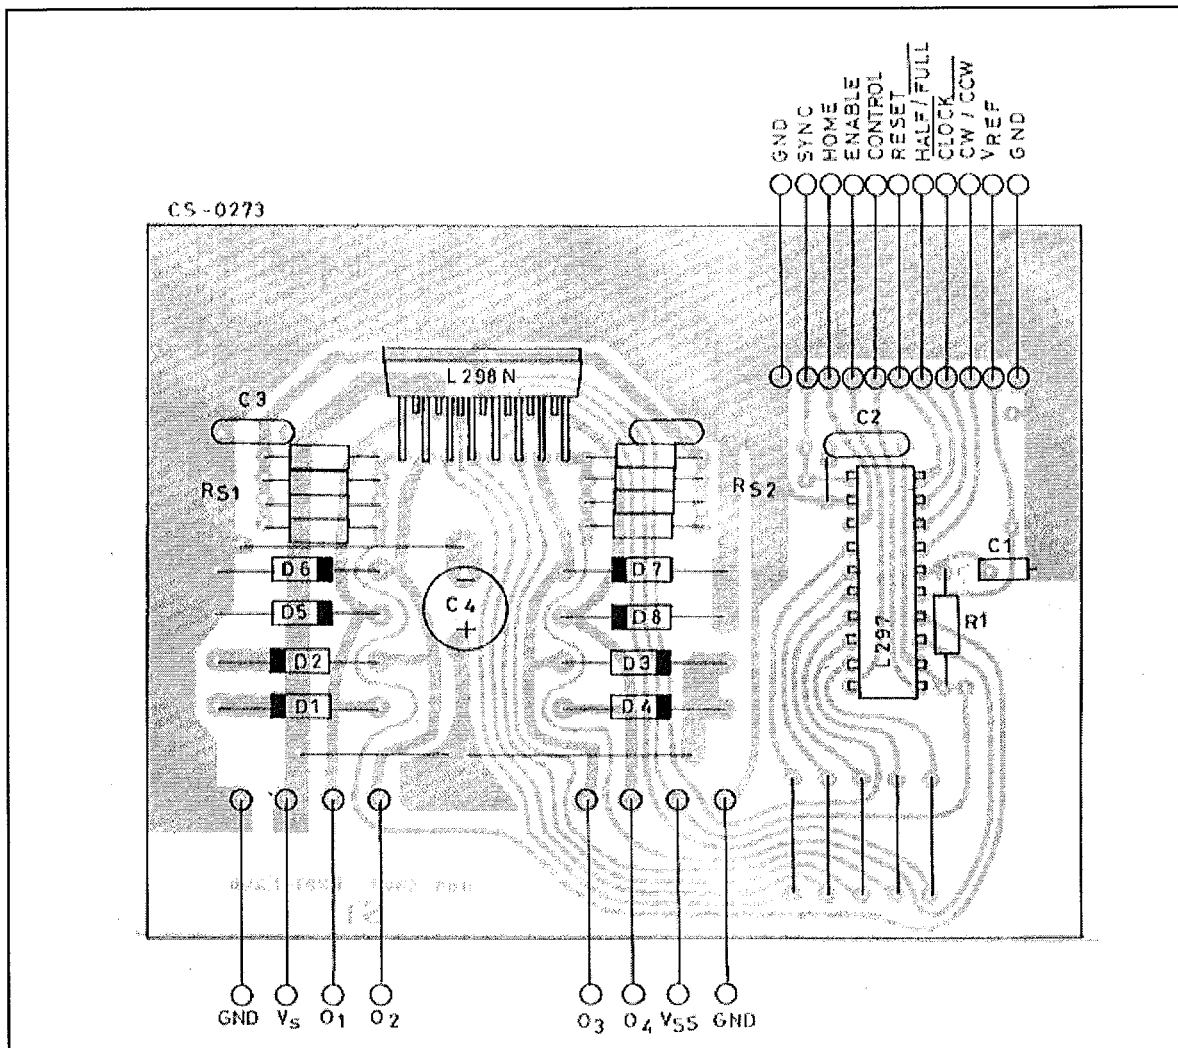 GND
SYNC
HOME
ENABLE
CONTROL
RESET
HALF / FULL
CLOCK
CW / CCW
VREF
GND
CS-0273
L298N
C3
C2
RS1
RS2
D6
D7
C1
C4
D5
D8
R1
L297
D2
D3
D1
D4
GND VS O1 O2 O3 O4 VSS GND